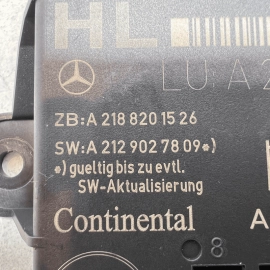 HL
LU: A 2
ZB: A 218 820 15 26
SW: A 212 902 78 09 *)
*) gueltig bis zu evtl.
SW-Aktualisierung
Continental A
8